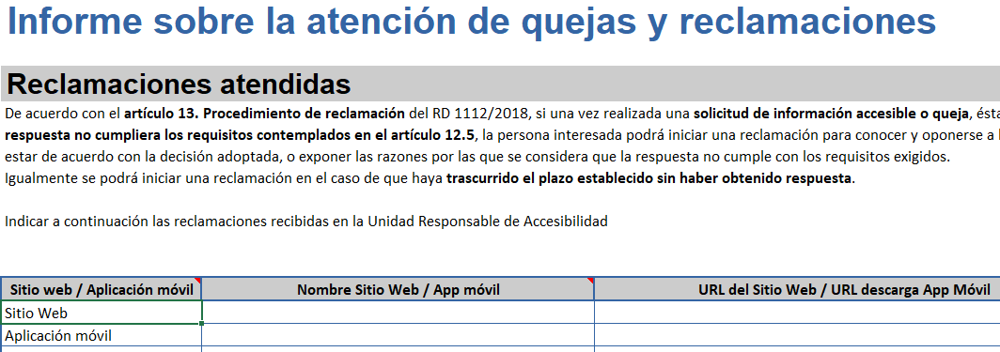 Informe sobre la atención de quejas y reclamaciones
Reclamaciones atendidas
De acuerdo con el artículo 13. Procedimiento de reclamación del RD 1112/2018, si una vez realizada una solicitud de información accesible o queja,
respuesta no cumpliera los requisitos contemplados en el artículo 12.5, la persona interesada podrá iniciar una reclamación para conocer y oponerse a
estar de acuerdo con la decisión adoptada, o exponer las razones por las que se considera que la respuesta no cumple con los requisitos exigidos.
Igualmente se podrá iniciar una reclamación en el caso de que haya trascurrido el plazo establecido sin haber obtenido respuesta.
Indicar a continuación las reclamaciones recibidas en la Unidad Responsable de Accesibilidad
Sitio web / Aplicación móvil Nombre Sitio Web / App móvil URL del Sitio Web / URL descarga App Móvil
Sitio Web
Aplicación móvil